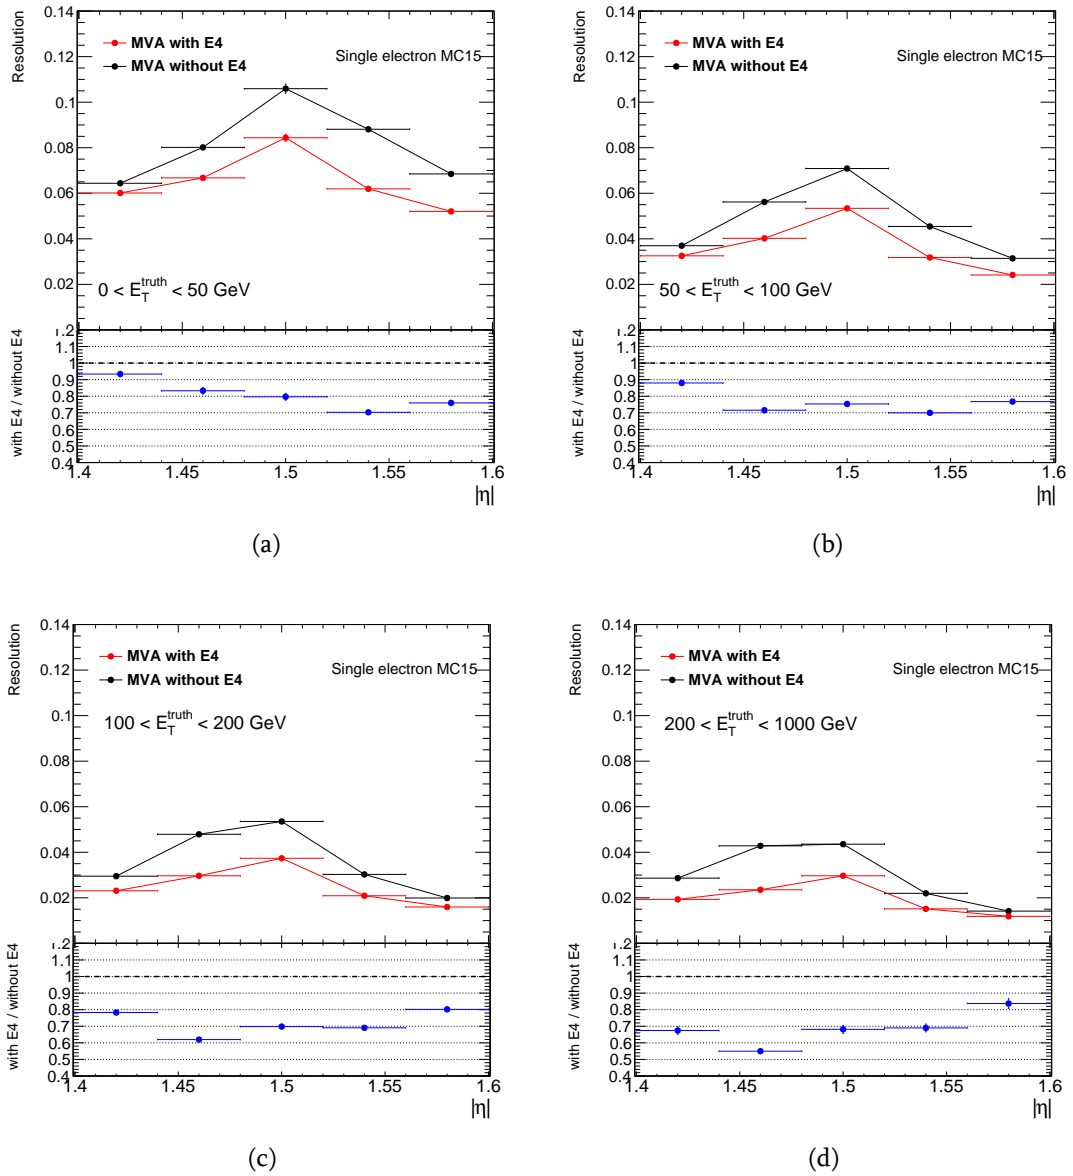 0.14
0.12
0.1
0.08
0.06
0.04
0.02
Resolution
MVA with E4
MVA without E4
Single electron MC15
0 < E_T^truth < 50 GeV
1.2
1.1
1
0.9
0.8
0.7
0.6
0.5
0.4
with E4 / without E4
1.4 1.45 1.5 1.55 1.6
|η|
(a)
0.14
0.12
0.1
0.08
0.06
0.04
0.02
Resolution
MVA with E4
MVA without E4
Single electron MC15
50 < E_T^truth < 100 GeV
1.2
1.1
1
0.9
0.8
0.7
0.6
0.5
0.4
with E4 / without E4
1.4 1.45 1.5 1.55 1.6
|η|
(b)
0.14
0.12
0.1
0.08
0.06
0.04
0.02
Resolution
MVA with E4
MVA without E4
Single electron MC15
100 < E_T^truth < 200 GeV
1.2
1.1
1
0.9
0.8
0.7
0.6
0.5
0.4
with E4 / without E4
1.4 1.45 1.5 1.55 1.6
|η|
(c)
0.14
0.12
0.1
0.08
0.06
0.04
0.02
Resolution
MVA with E4
MVA without E4
Single electron MC15
200 < E_T^truth < 1000 GeV
1.2
1.1
1
0.9
0.8
0.7
0.6
0.5
0.4
with E4 / without E4
1.4 1.45 1.5 1.55 1.6
|η|
(d)